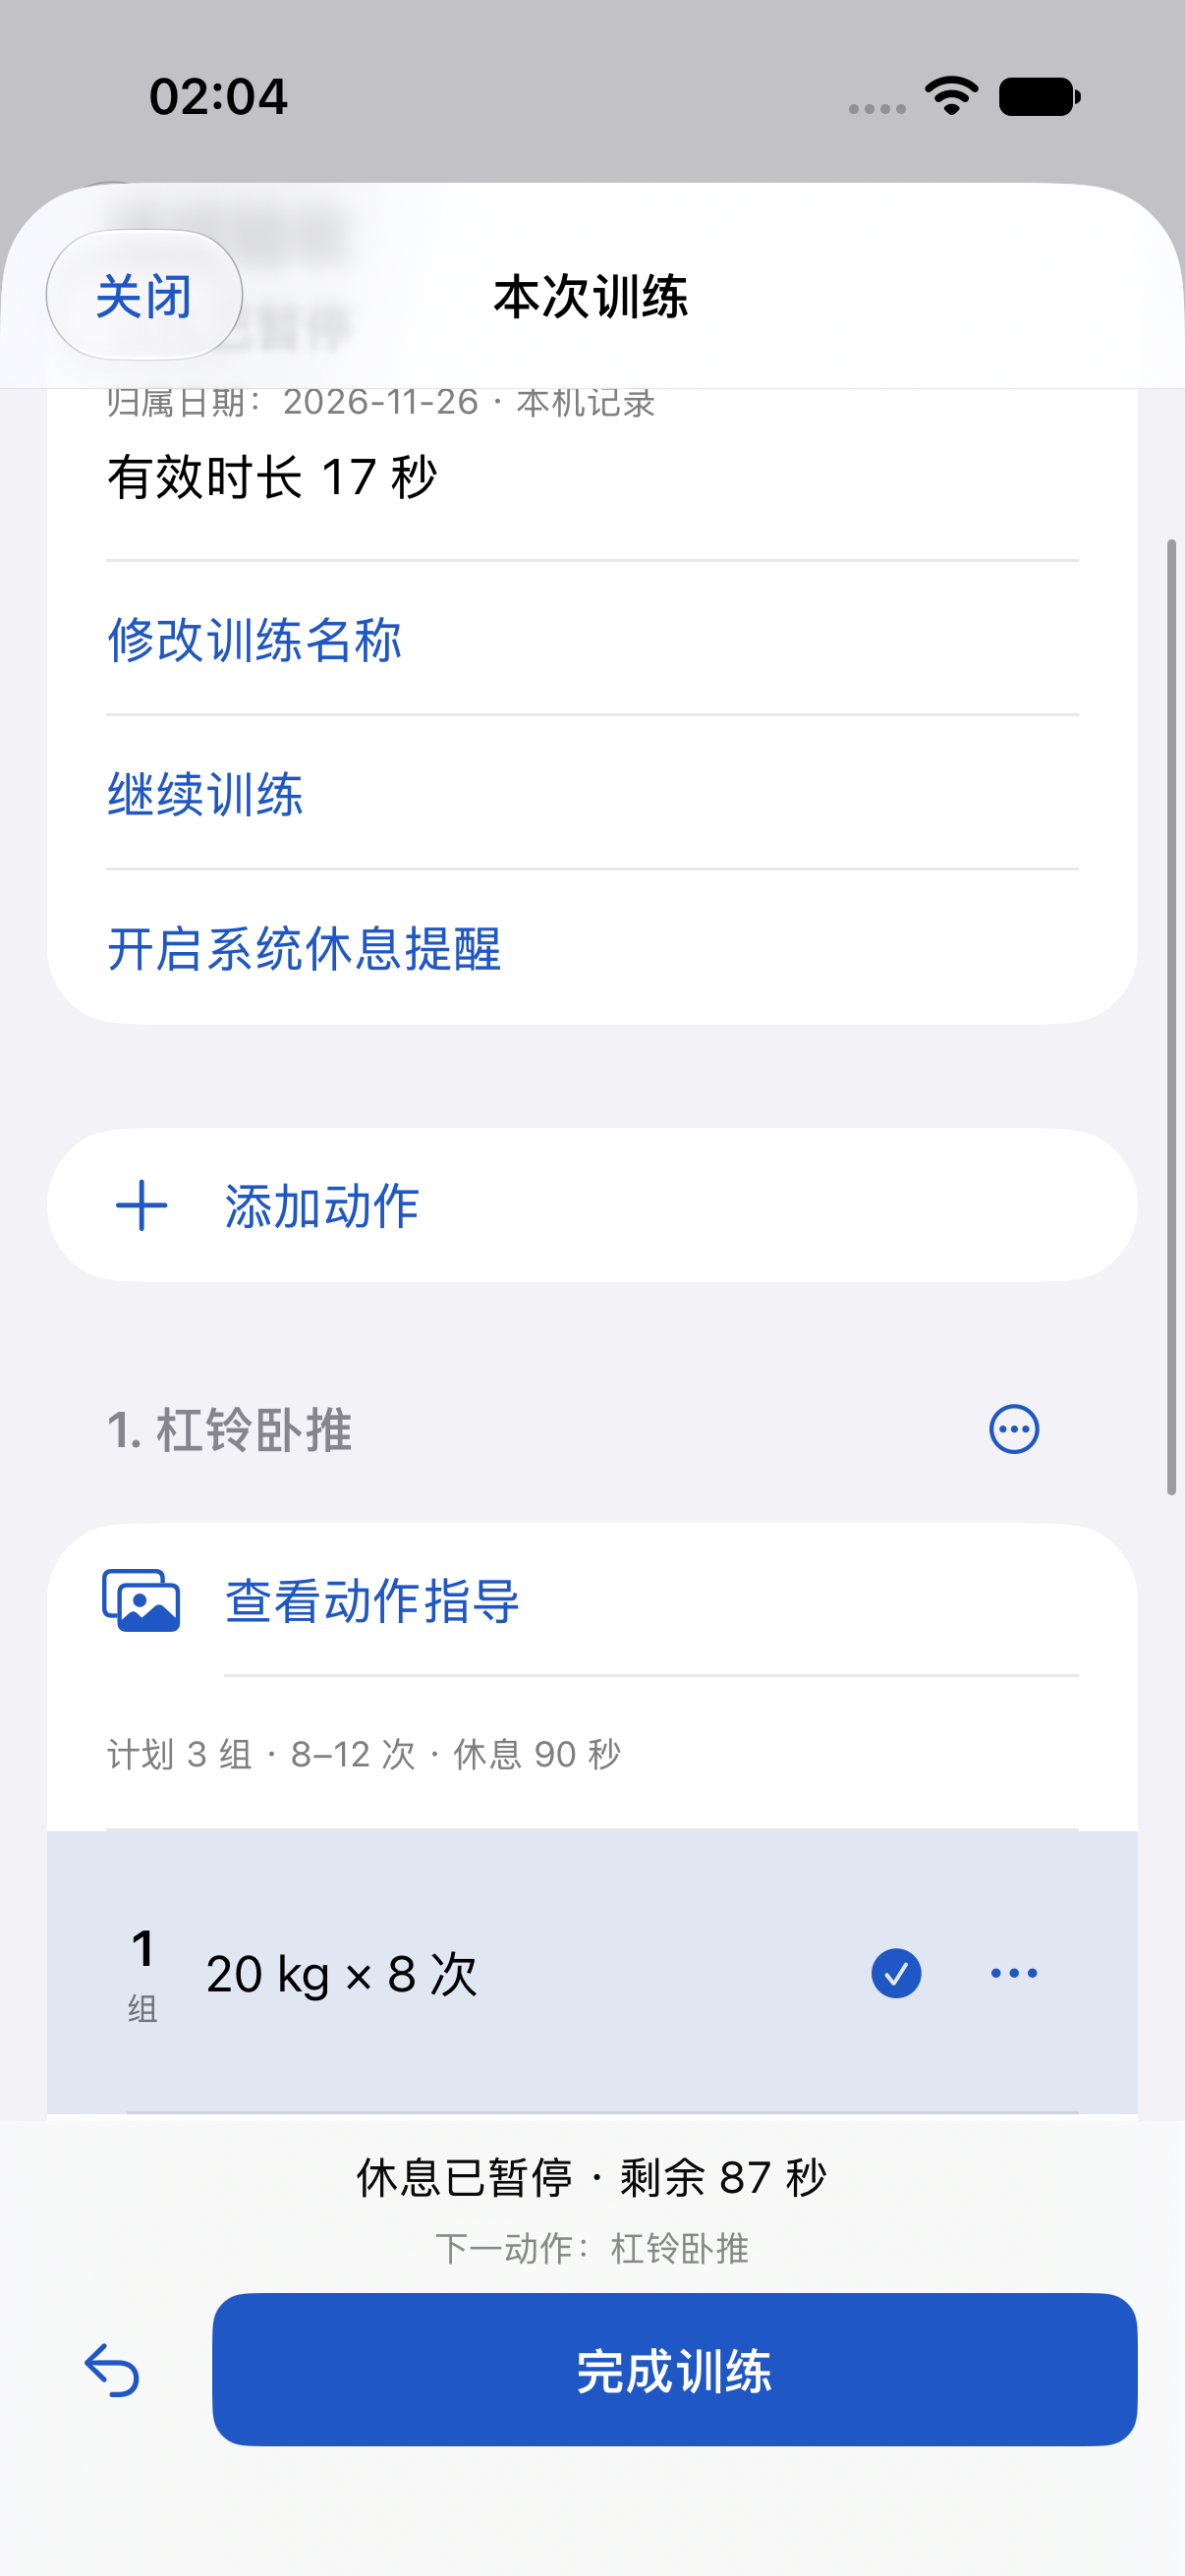 02:04
关闭
本次训练
已暂停
归属日期：2026-11-26 · 本机记录
有效时长 17 秒
修改训练名称
继续训练
开启系统休息提醒
添加动作
1. 杠铃卧推
查看动作指导
计划 3 组 · 8–12 次 · 休息 90 秒
1
组
20 kg × 8 次
休息已暂停 · 剩余 87 秒
下一动作：杠铃卧推
完成训练